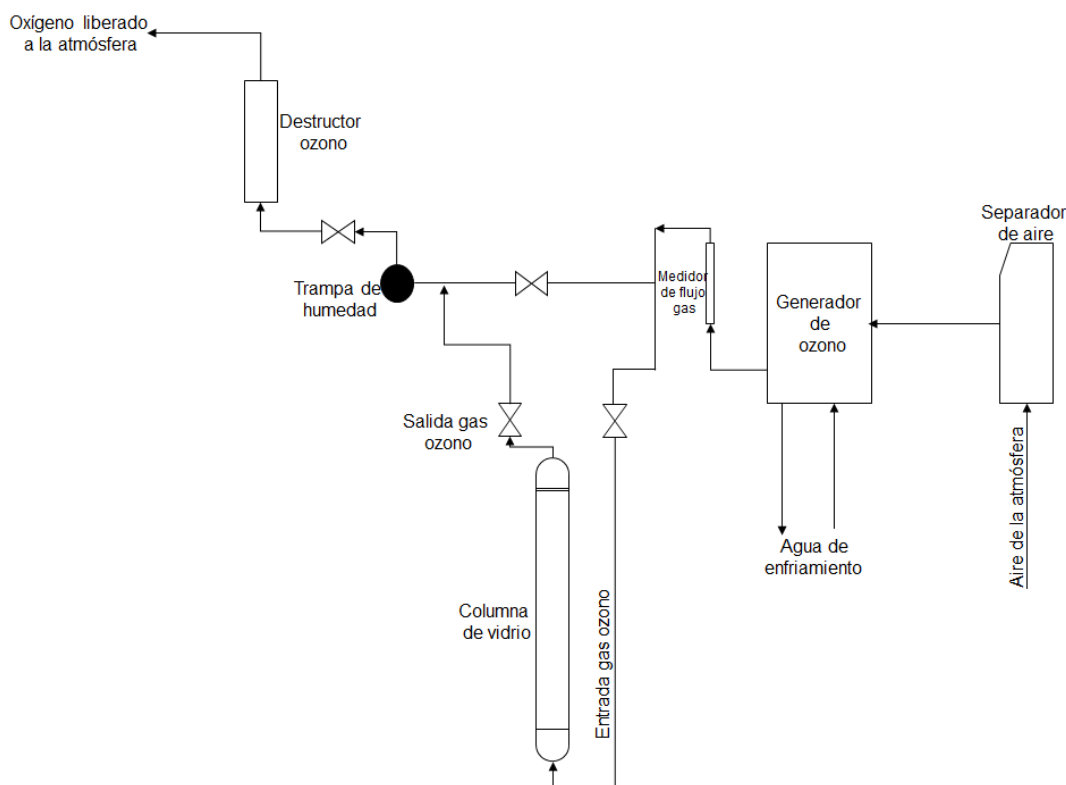 Oxígeno liberado
a la atmósfera
Destructor
ozono
Separador
de aire
Trampa de
humedad
Medidor
de flujo
gas
Generador
de
ozono
Salida gas
ozono
Agua de
enfriamiento
Aire de la atmósfera
Columna
de vidrio
Entrada gas ozono